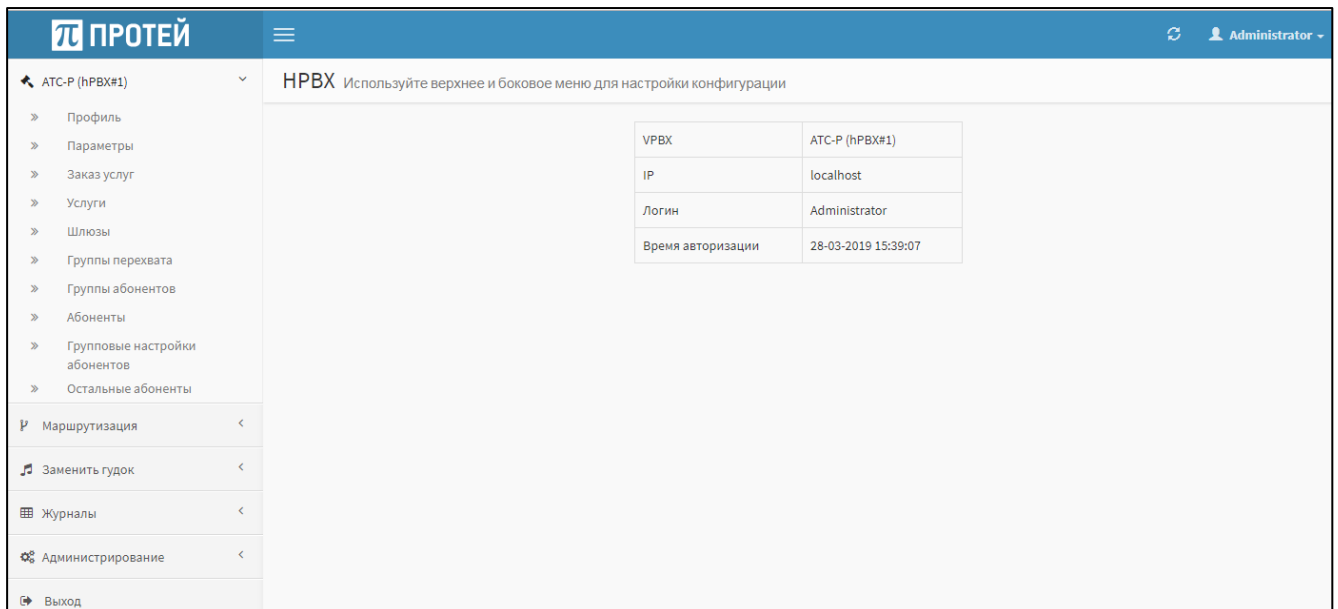 ПРОТЕЙ
Administrator
ATC-P (hPBX#1)
Профиль
Параметры
Заказ услуг
Услуги
Шлюзы
Группы перехвата
Группы абонентов
Абоненты
Групповые настройки
абонентов
Остальные абоненты
Маршрутизация
Заменить гудок
Журналы
Администрирование
Выход
HPBX Используйте верхнее и боковое меню для настройки конфигурации
VPBX ATC-P (hPBX#1)
IP localhost
Логин Administrator
Время авторизации 28-03-2019 15:39:07